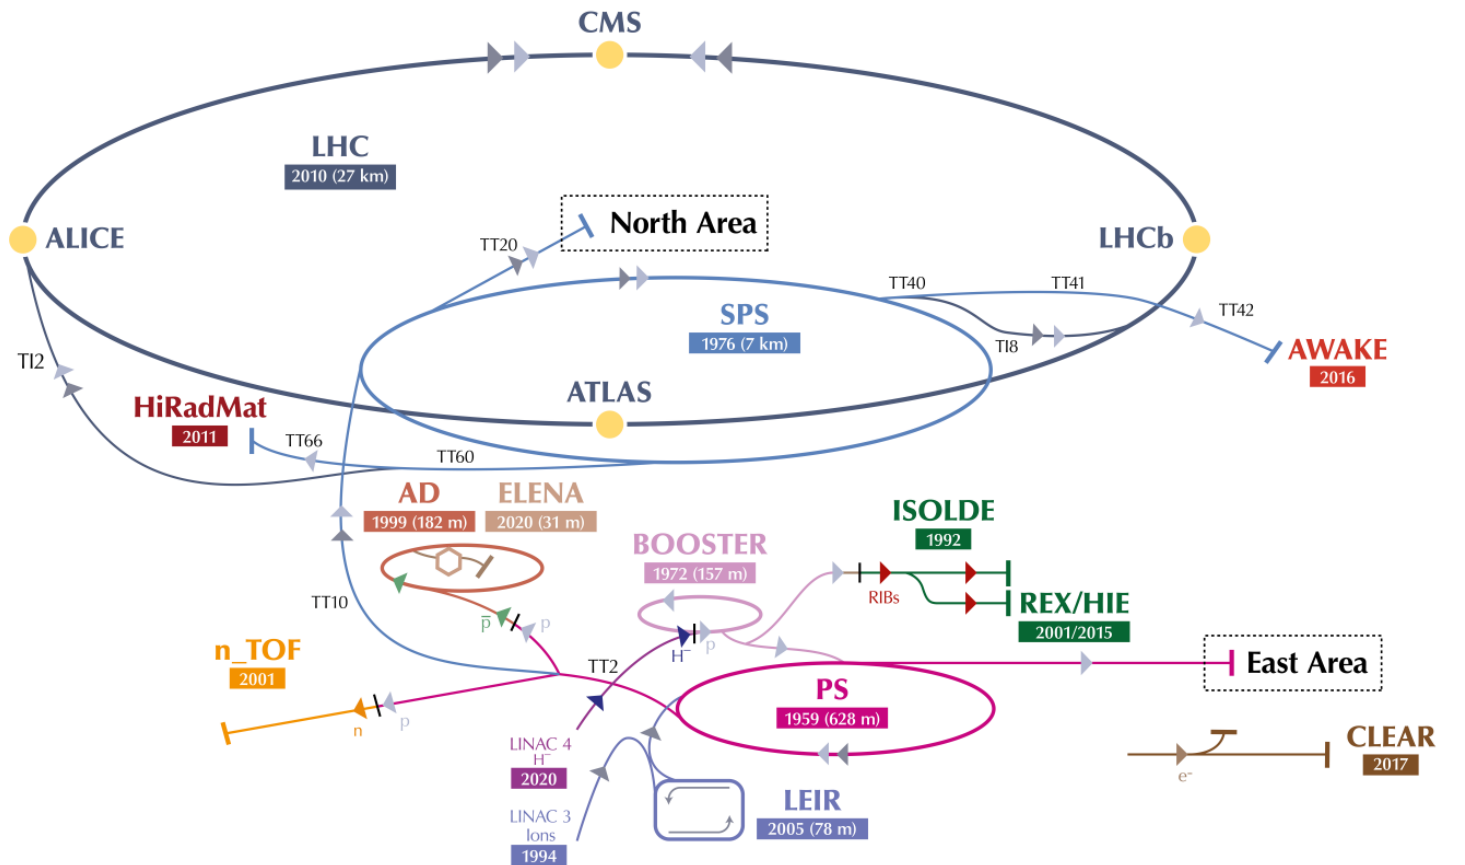 CMS
LHC
2010 (27 km)
North Area
TT20
ALICE
LHCb
TT40
TT41
TT42
SPS
1976 (7 km)
TI8
AWAKE
2016
TI2
ATLAS
HiRadMat
2011
TT66
TT60
AD
1999 (182 m)
ELENA
2020 (31 m)
ISOLDE
1992
BOOSTER
1972 (157 m)
RIBs
REX/HIE
2001/2015
TT10
p̅
p
H⁻
p
n_TOF
2001
TT2
East Area
PS
1959 (628 m)
n
p
LINAC 4
H⁻
2020
CLEAR
2017
e⁻
LINAC 3
Ions
1994
LEIR
2005 (78 m)